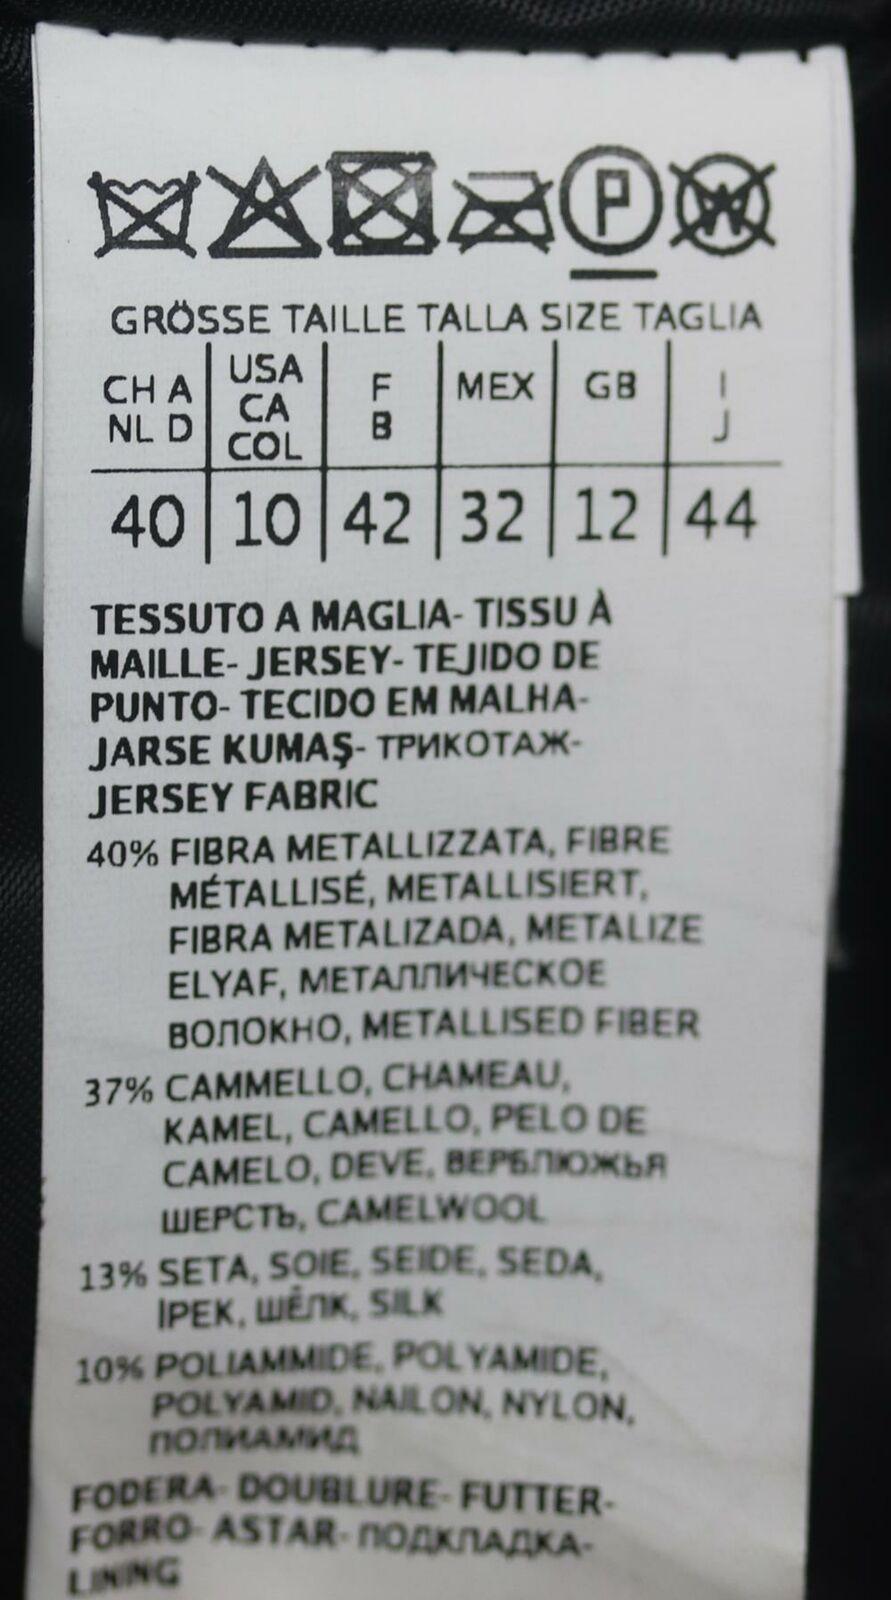 P W
GRÖSSE TAILLE TALLA SIZE TAGLIA
CH A NL D | USA CA COL | F B | MEX | GB | I J
40 | 10 | 42 | 32 | 12 | 44
TESSUTO A MAGLIA- TISSU À
MAILLE- JERSEY- TEJIDO DE
PUNTO- TECIDO EM MALHA-
JARSE KUMAŞ- ТРИКОТАЖ-
JERSEY FABRIC
40% FIBRA METALLIZZATA, FIBRE
MÉTALLISÉ, METALLISIERT,
FIBRA METALIZADA, METALIZE
ELYAF, МЕТАЛЛИЧЕСКОЕ
ВОЛОКНО, METALLISED FIBER
37% CAMMELLO, CHAMEAU,
KAMEL, CAMELLO, PELO DE
CAMELO, DEVE, ВЕРБЛЮЖЬЯ
ШЕРСТЬ, CAMELWOOL
13% SETA, SOIE, SEIDE, SEDA,
IPEK, ШЁЛК, SILK
10% POLIAMMIDE, POLYAMIDE,
POLYAMID, NAILON, NYLON,
ПОЛИАМИД
FODERA- DOUBLURE- FUTTER-
FORRO- ASTAR- ПОДКЛАДКА-
LINING